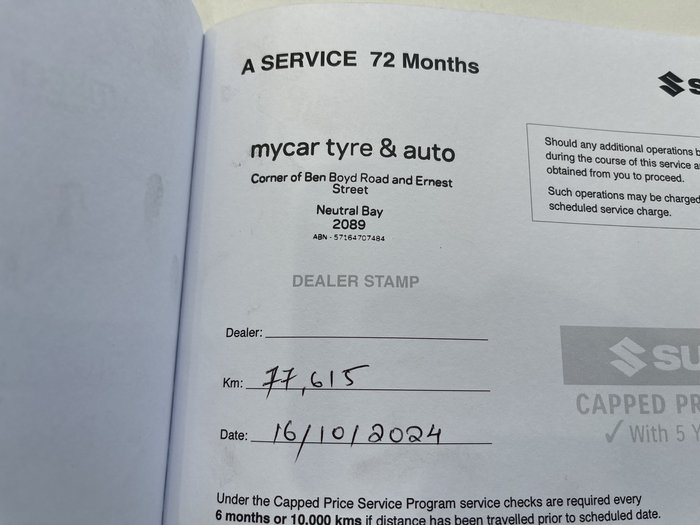 A SERVICE 72 Months
mycar tyre & auto
Corner of Ben Boyd Road and Ernest
Street
Neutral Bay
2089
ABN - 57164707484
DEALER STAMP
Dealer:
Km: 77,615
Date: 16/10/2024
Under the Capped Price Service Program service checks are required every
6 months or 10,000 kms if distance has been travelled prior to scheduled date.
Should any additional operations b
during the course of this service a
obtained from you to proceed.
Such operations may be charged
scheduled service charge.
SU
CAPPED PR
✓ With 5 Y